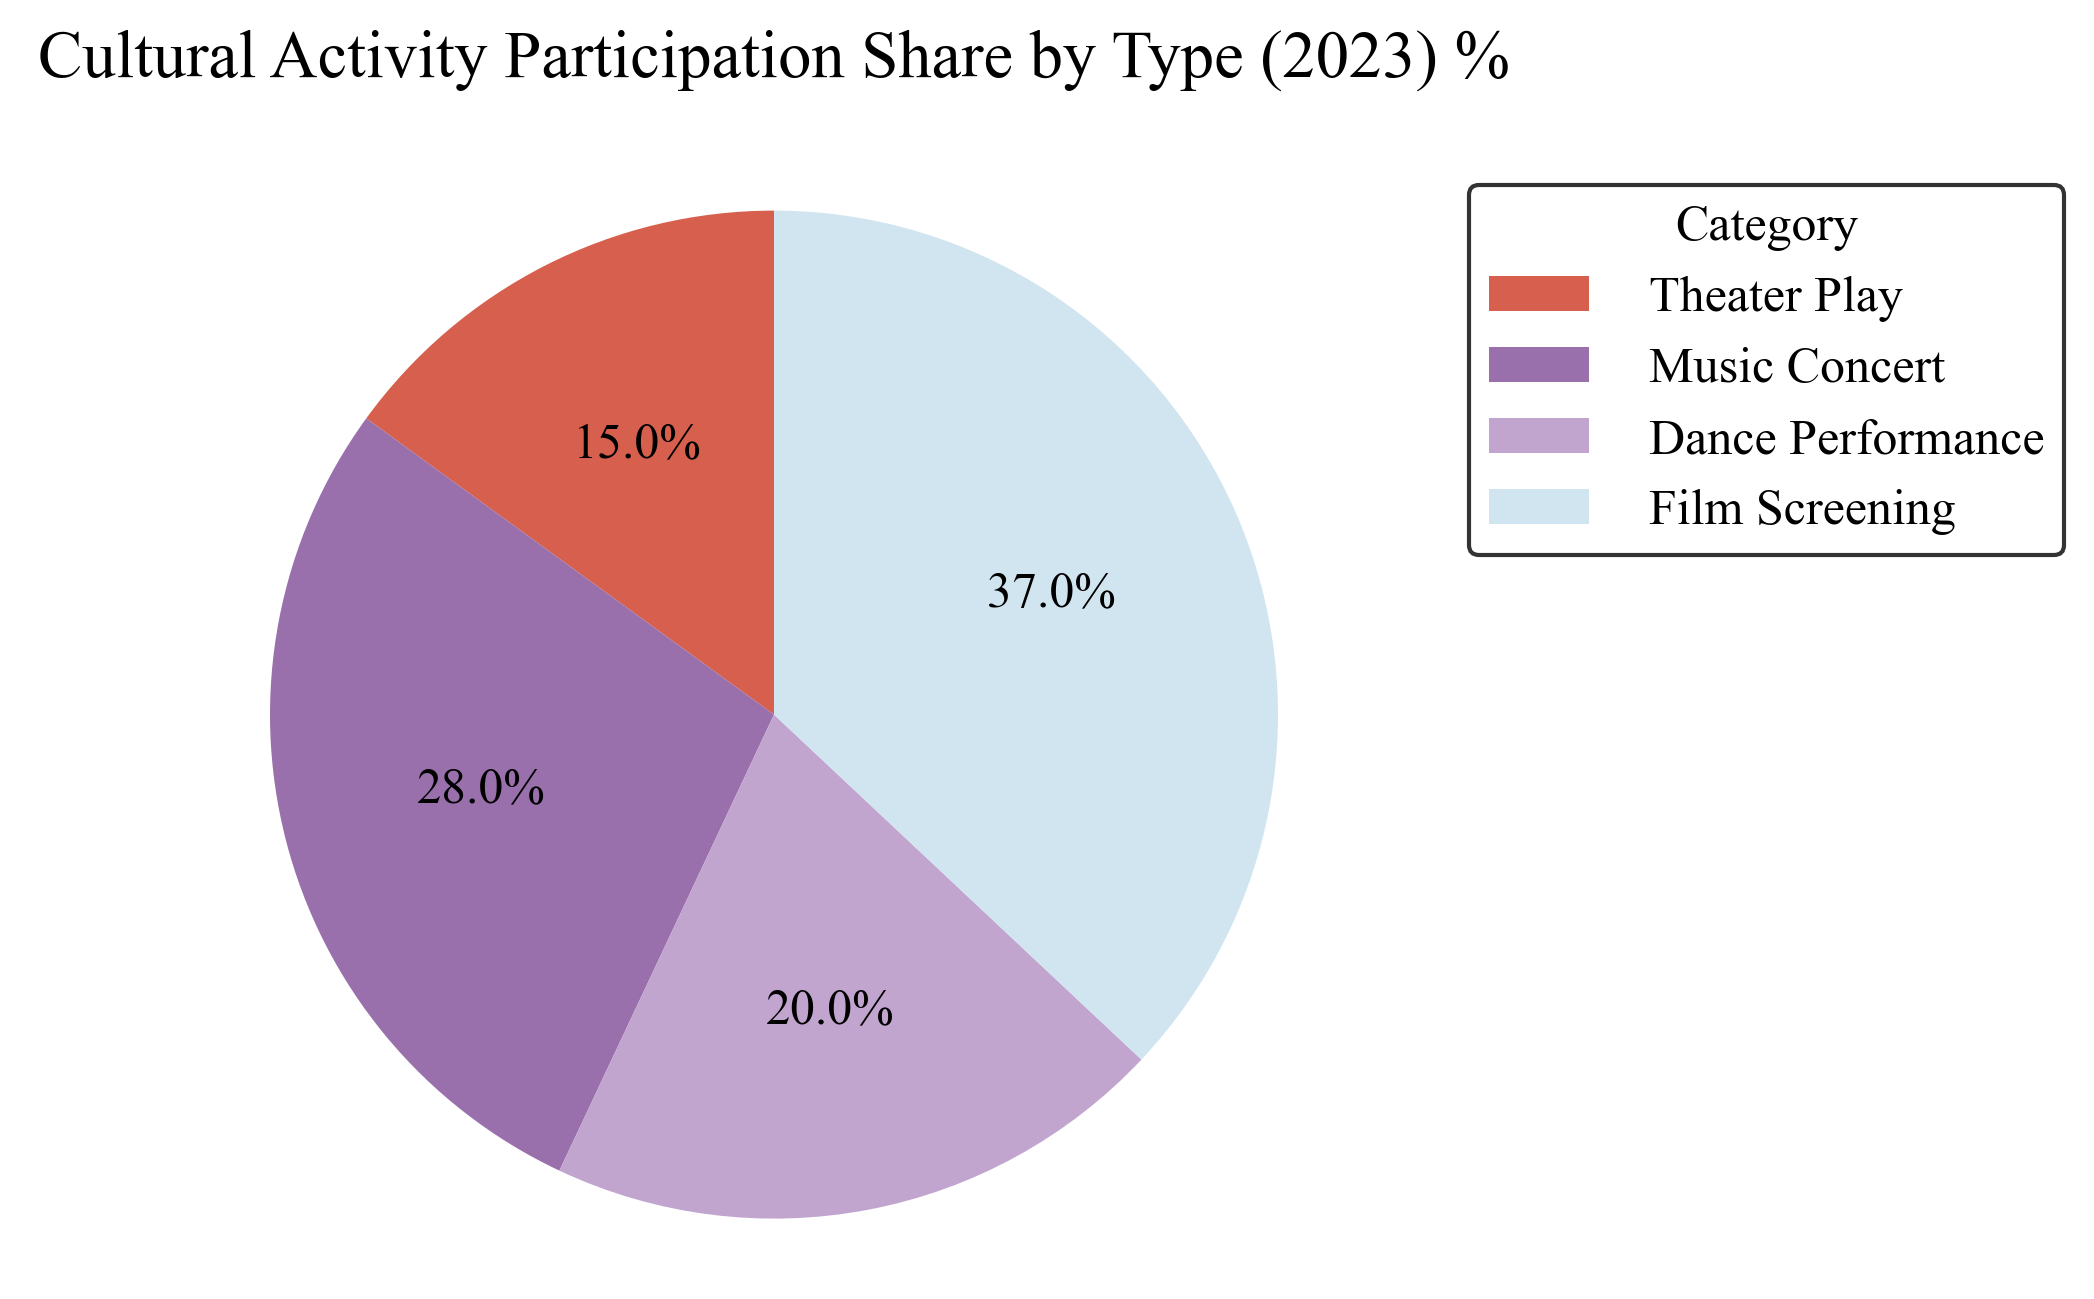 Cultural Activity Participation Share by Type (2023) %
Category
Theater Play
Music Concert
Dance Performance
Film Screening
15.0%
37.0%
28.0%
20.0%